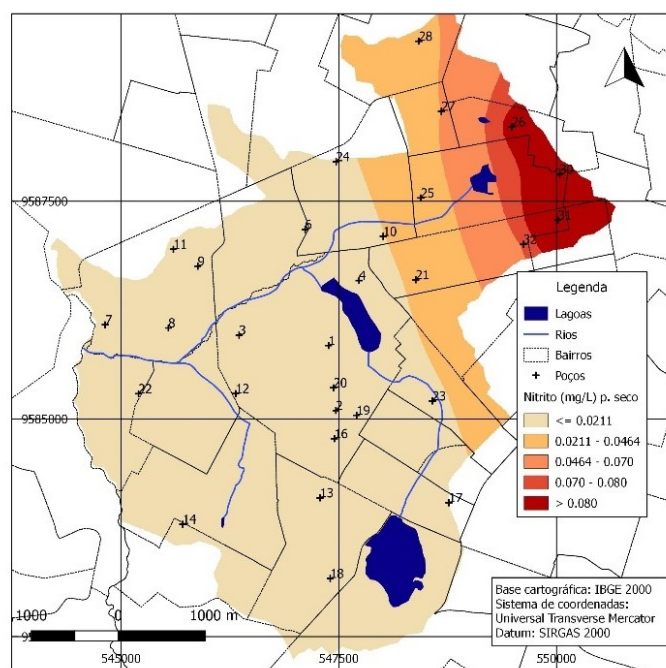 28
27
26
24
30
9587500
25
31
6
10
32
11
9
4
21
7
8
3
1
22
12
20
23
2
19
9585000
16
13
17
14
18
Legenda
Lagoas
Rios
Bairros
Poços
Nitrito (mg/L) p. seco
<= 0.0211
0.0211 - 0.0464
0.0464 - 0.070
0.070 - 0.080
> 0.080
Base cartográfica: IBGE 2000
Sistema de coordenadas:
Universal Transverse Mercator
Datum: SIRGAS 2000
1000 0 1000 m
545000 547500 550000